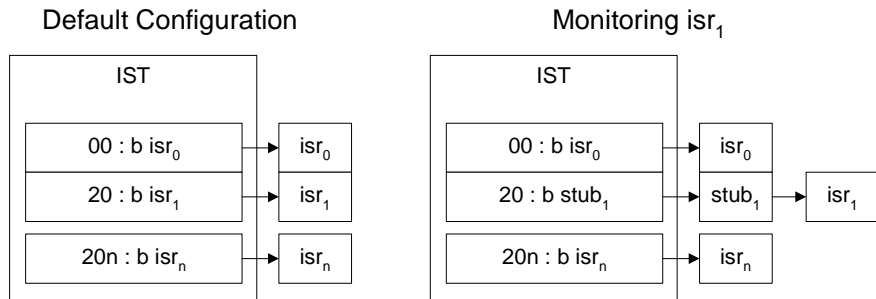 Default Configuration
IST
00 : b isr₀ isr₀
20 : b isr₁ isr₁
20n : b isrₙ isrₙ
Monitoring isr₁
IST
00 : b isr₀ isr₀
20 : b stub₁ stub₁ isr₁
20n : b isrₙ isrₙ